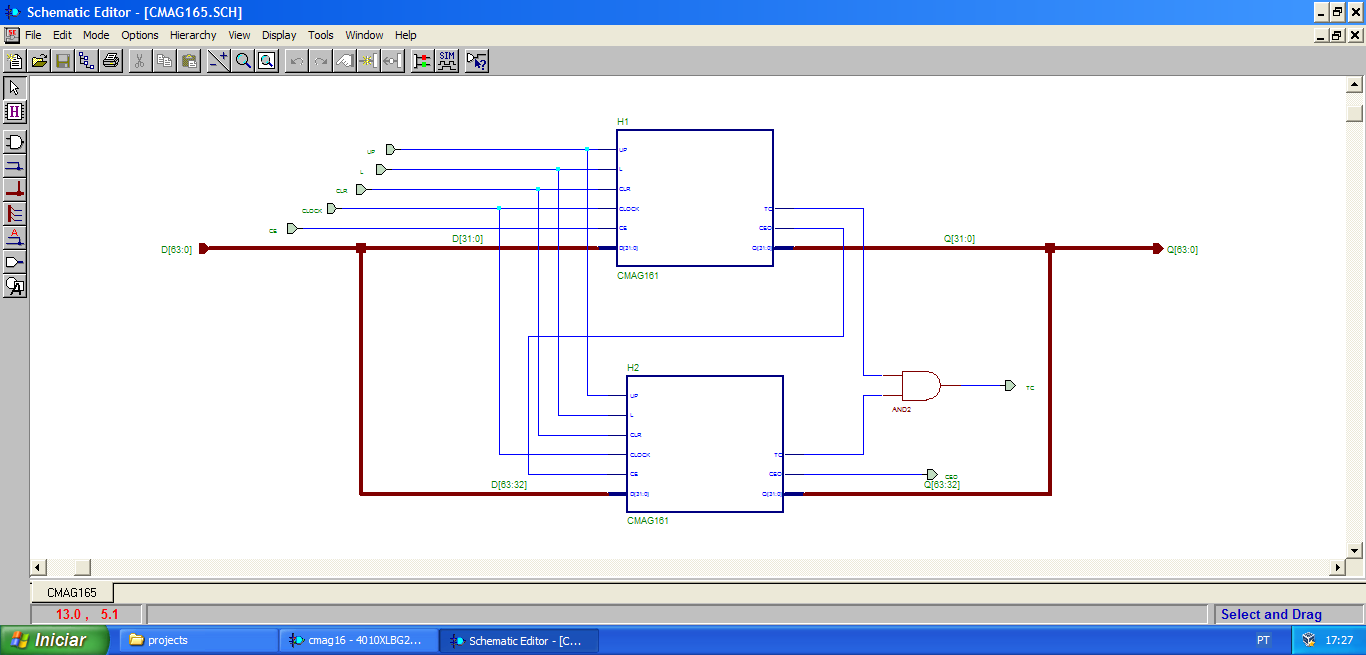 Schematic Editor - [CMAG165.SCH]
File Edit Mode Options Hierarchy View Display Tools Window Help
SIM
H
A
A
H1
UP
UP
L
L
CLR
CLR
CLOCK
CLOCK
TC
CE
CE
CEO
D[63:0]
D[31:0]
D[31:0]
Q[31:0]
Q[31:0]
Q[63:0]
CMAG161
H2
UP
TC
L
AND2
CLR
CLOCK
TC
CE
CEO
CEO
D[63:32]
D[31:0]
Q[31:0]
Q[63:32]
CMAG161
CMAG165
13.0 , 5.1
Select and Drag
Iniciar
projects
cmag16 - 4010XLBG2...
Schematic Editor - [C...
PT
17:27